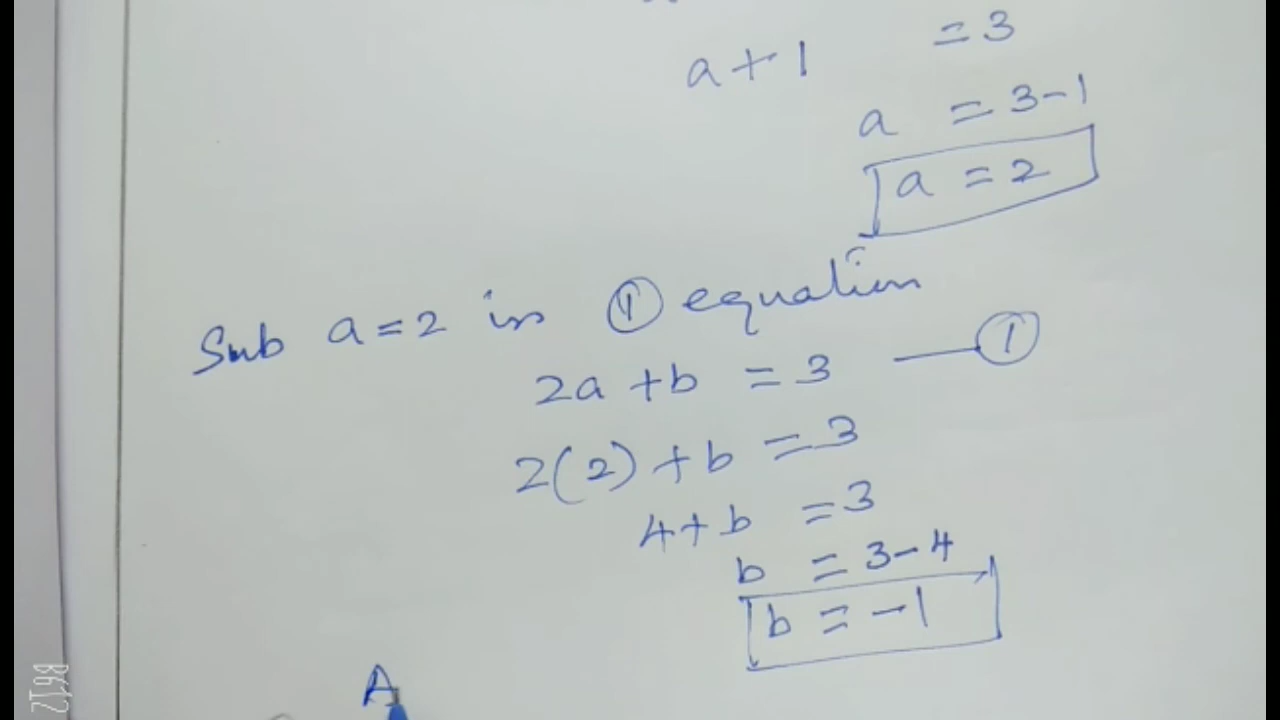 a+1 =3
a =3-1
a =2
Sub a=2 in ① equation
2a+b =3 — ①
2(2)+b =3
4+b =3
b =3-4
b =-1
A
B612